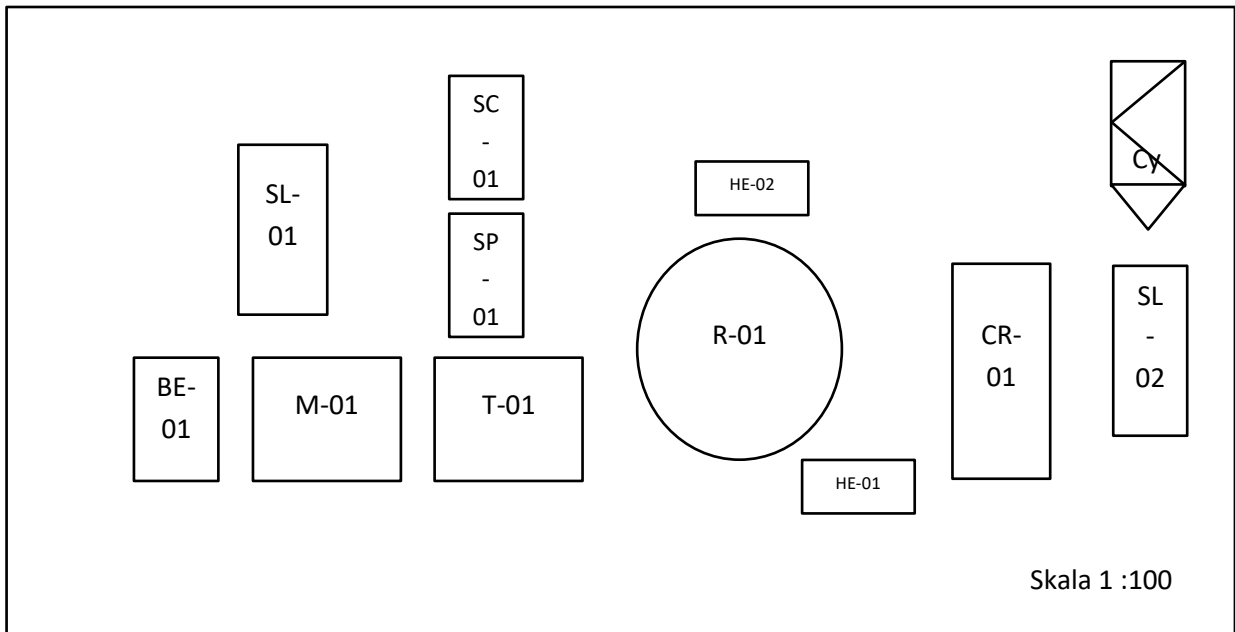 SC
-
01
SL-
01
HE-02
Cy
SP
-
01
R-01
CR-
01
SL
-
02
BE-
01
M-01
T-01
HE-01
Skala 1 :100